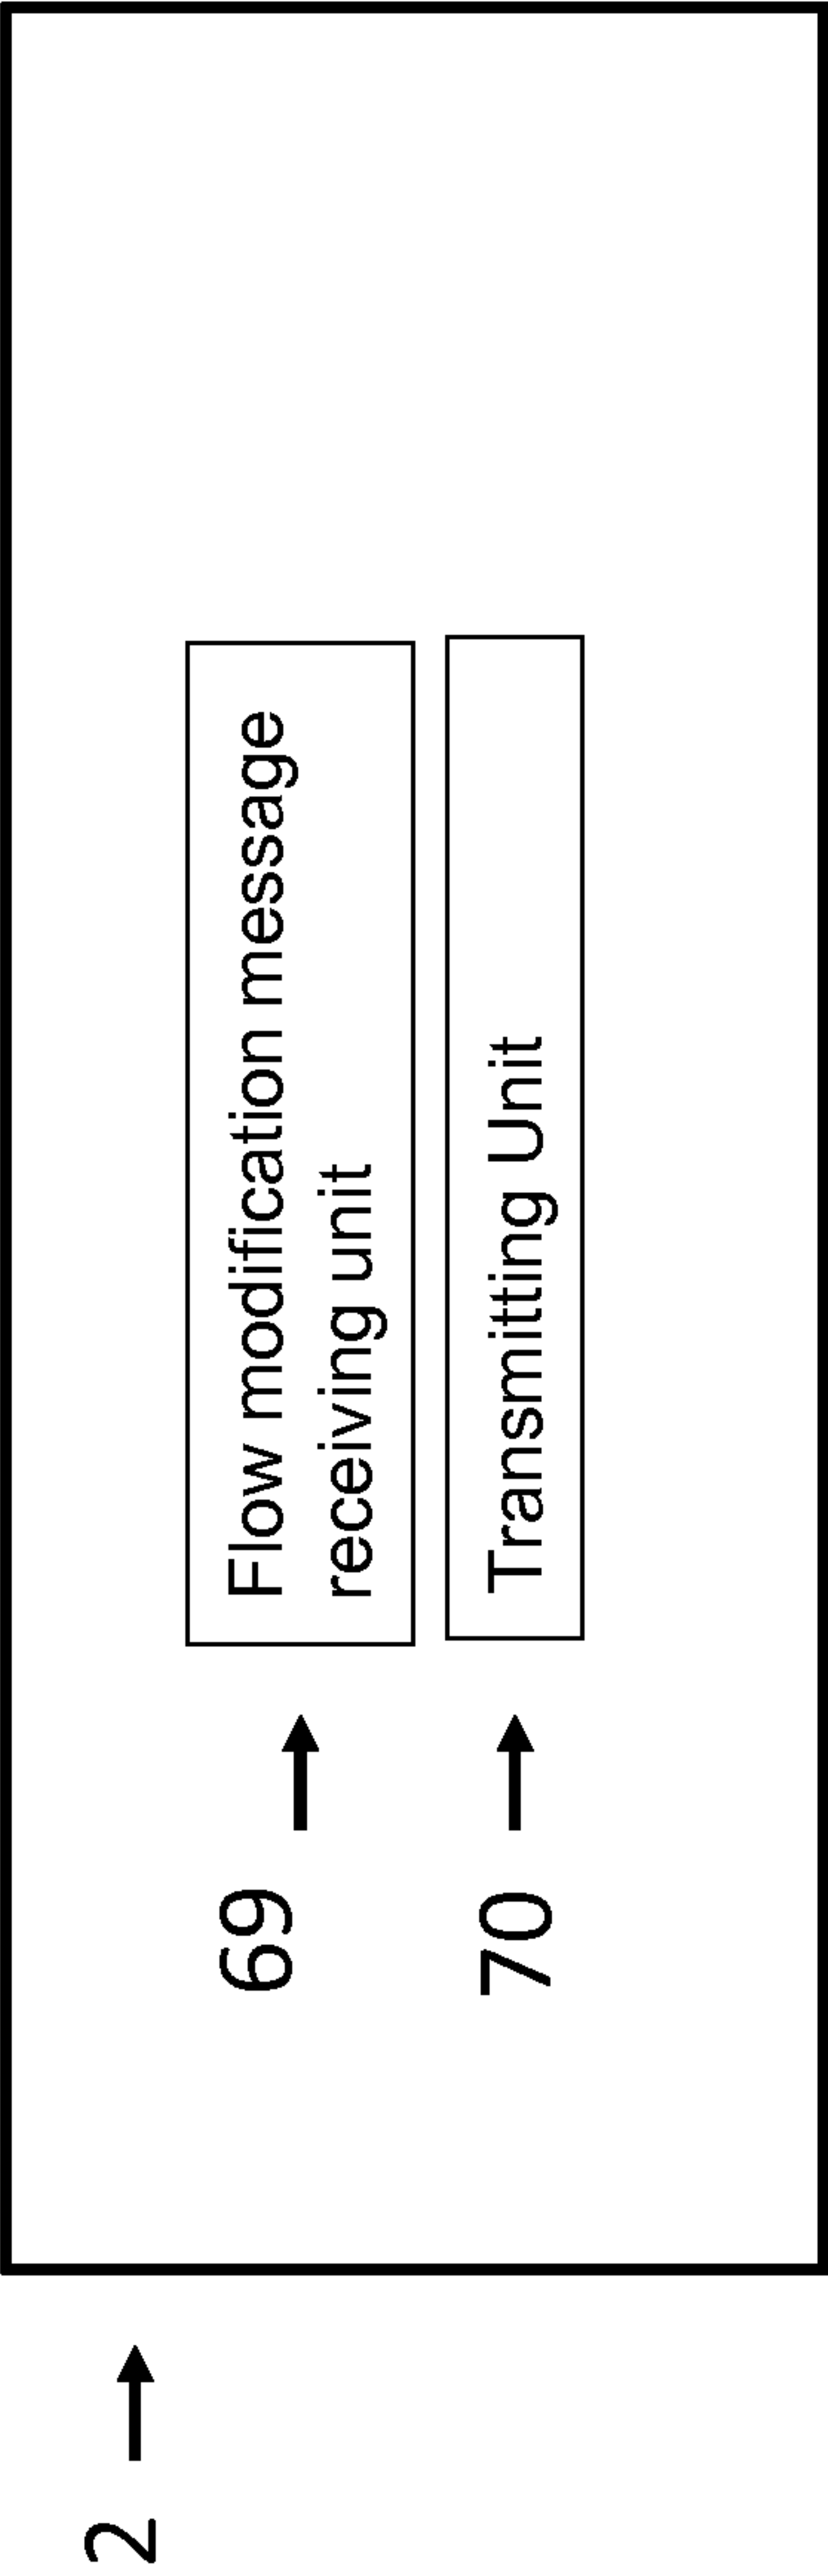 2
69
Flow modification message
receiving unit
70
Transmitting Unit